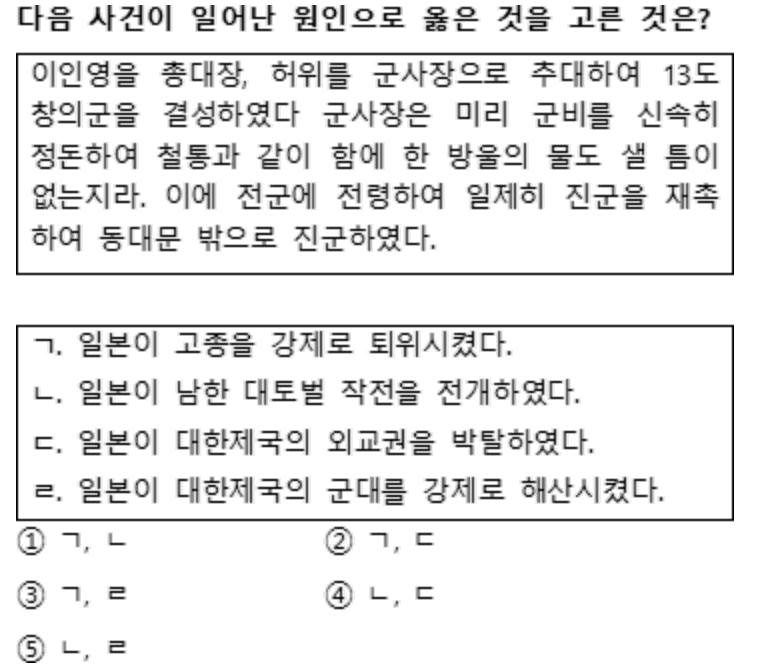 다음 사건이 일어난 원인으로 옳은 것을 고른 것은?
이인영을 총대장, 허위를 군사장으로 추대하여 13도
창의군을 결성하였다 군사장은 미리 군비를 신속히
정돈하여 철통과 같이 함에 한 방울의 물도 샐 틈이
없는지라. 이에 전군에 전령하여 일제히 진군을 재촉
하여 동대문 밖으로 진군하였다.
ㄱ. 일본이 고종을 강제로 퇴위시켰다.
ㄴ. 일본이 남한 대토벌 작전을 전개하였다.
ㄷ. 일본이 대한제국의 외교권을 박탈하였다.
ㄹ. 일본이 대한제국의 군대를 강제로 해산시켰다.
① ㄱ, ㄴ ② ㄱ, ㄷ
③ ㄱ, ㄹ ④ ㄴ, ㄷ
⑤ ㄴ, ㄹ